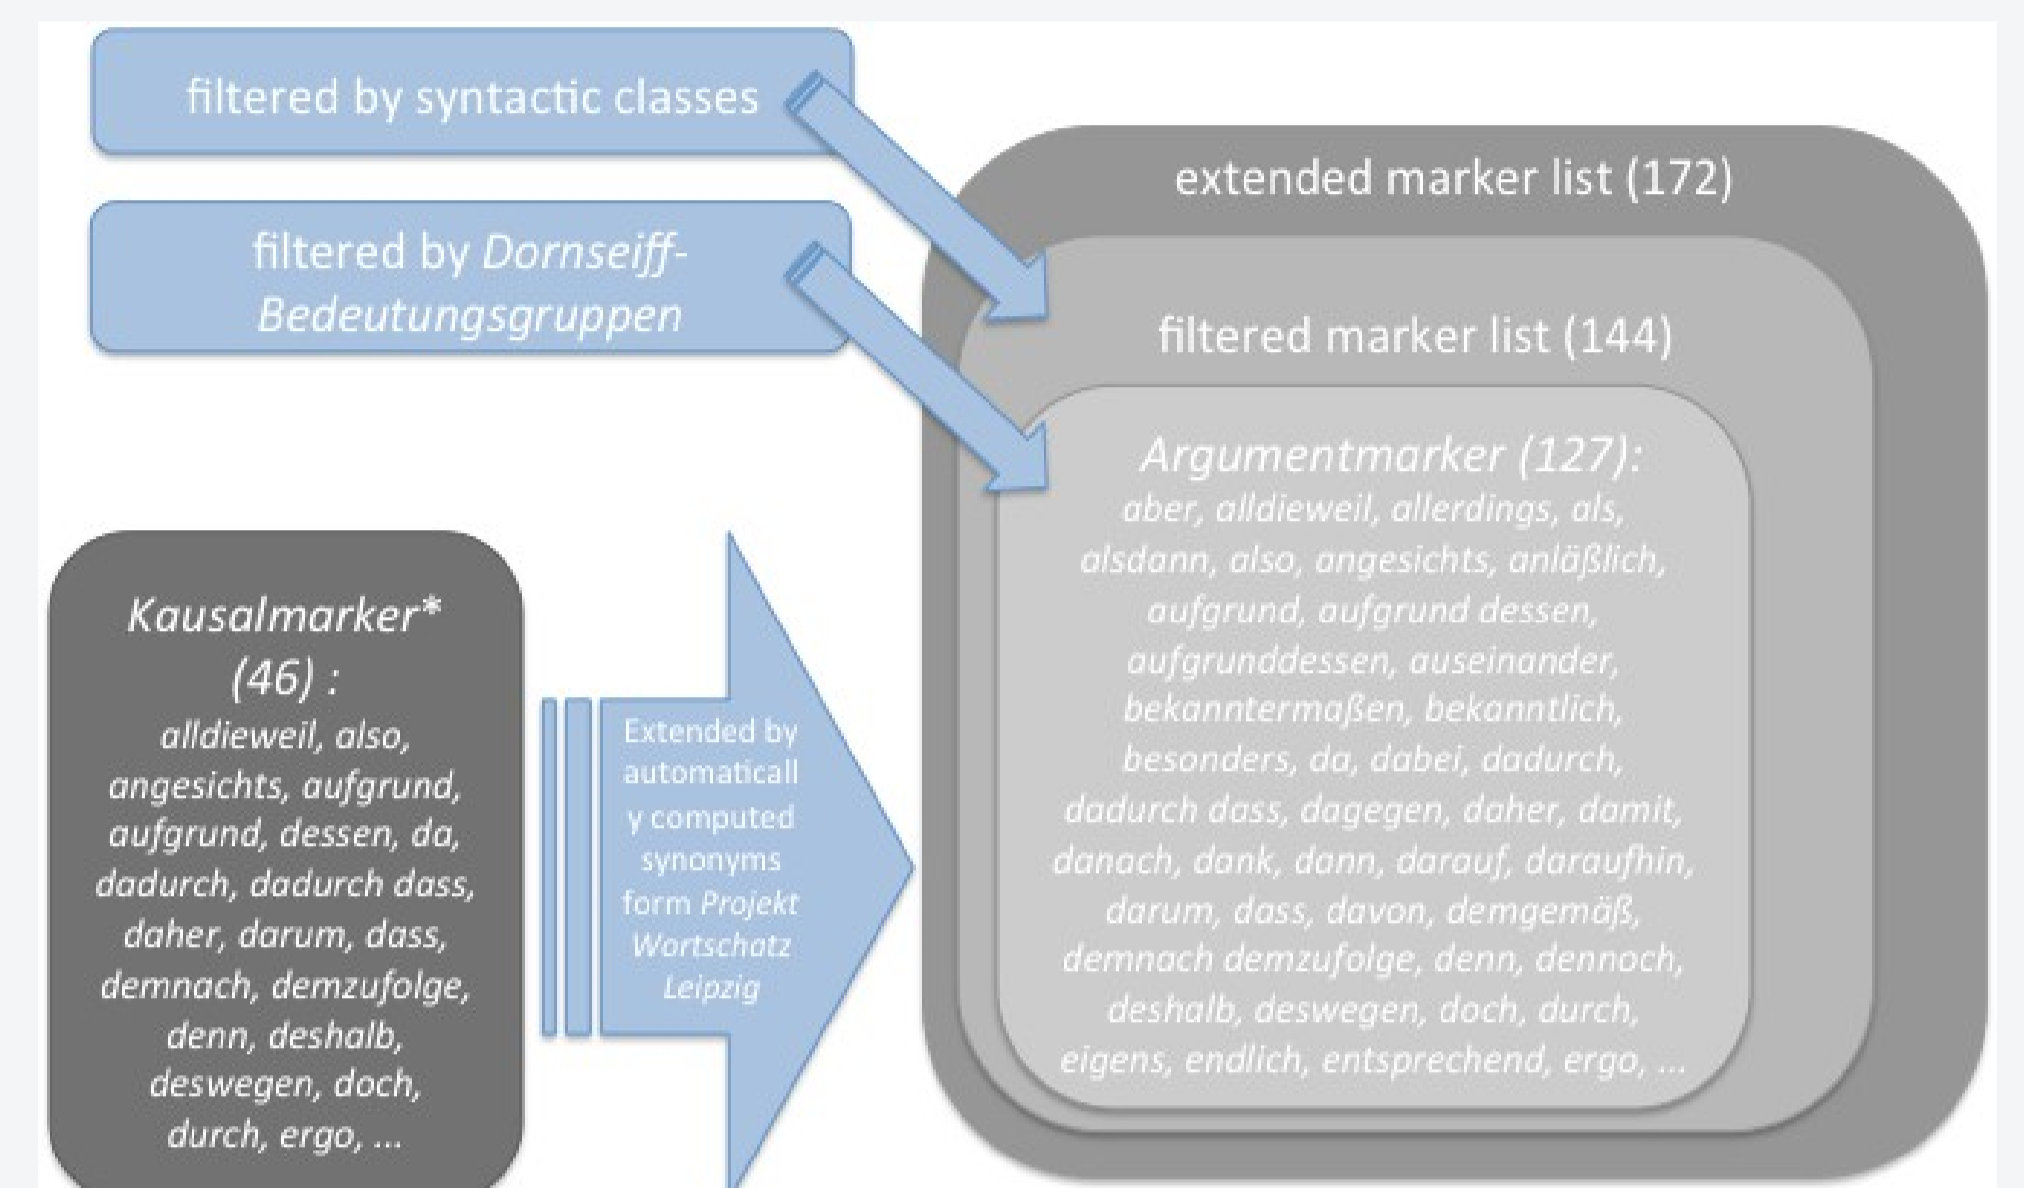 filtered by syntactic classes
filtered by Dornseiff-
Bedeutungsgruppen
extended marker list (172)
filtered marker list (144)
Argumentmarker (127):
aber, alldieweil, allerdings, als,
alsdann, also, angesichts, anläßlich,
aufgrund, aufgrund dessen,
aufgrunddessen, auseinander,
bekanntermaßen, bekanntlich,
besonders, da, dabei, dadurch,
dadurch dass, dagegen, daher, damit,
danach, dank, dann, darauf, daraufhin,
darum, dass, davon, demgemäß,
demnach demzufolge, denn, dennoch,
deshalb, deswegen, doch, durch,
eigens, endlich, entsprechend, ergo, ...
Kausalmarker*
(46) :
alldieweil, also,
angesichts, aufgrund,
aufgrund, dessen, da,
dadurch, dadurch dass,
daher, darum, dass,
demnach, demzufolge,
denn, deshalb,
deswegen, doch,
durch, ergo, ...
Extended by
automaticall
y computed
synonyms
form Projekt
Wortschatz
Leipzig